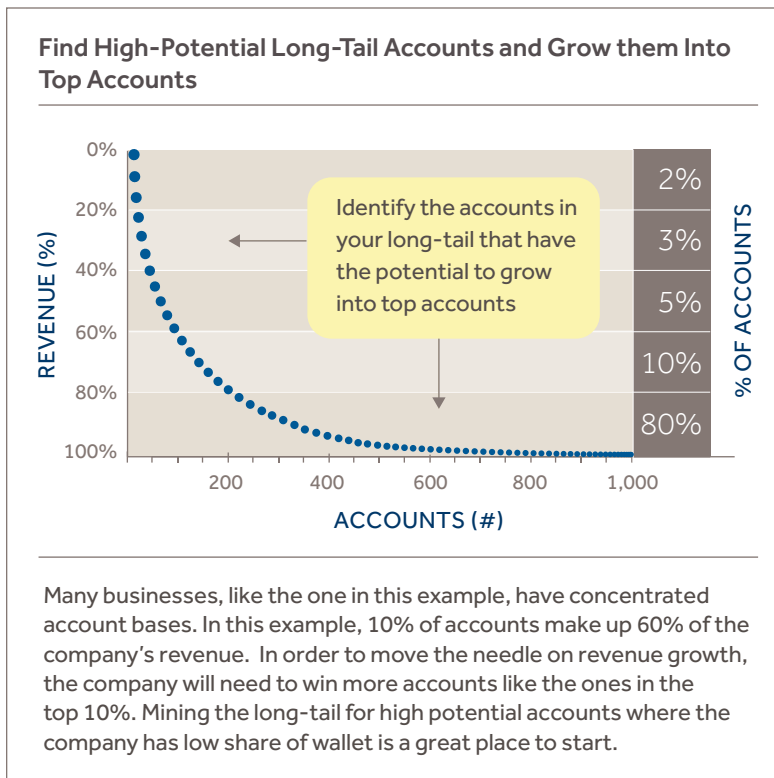 Find High-Potential Long-Tail Accounts and Grow them Into
Top Accounts
0%
20%
40%
60%
80%
100%
REVENUE (%)
Identify the accounts in
your long-tail that have
the potential to grow
into top accounts
2%
3%
5%
10%
80%
% OF ACCOUNTS
200
400
600
800
1,000
ACCOUNTS (#)
Many businesses, like the one in this example, have concentrated
account bases. In this example, 10% of accounts make up 60% of the
company's revenue.  In order to move the needle on revenue growth,
the company will need to win more accounts like the ones in the
top 10%. Mining the long-tail for high potential accounts where the
company has low share of wallet is a great place to start.